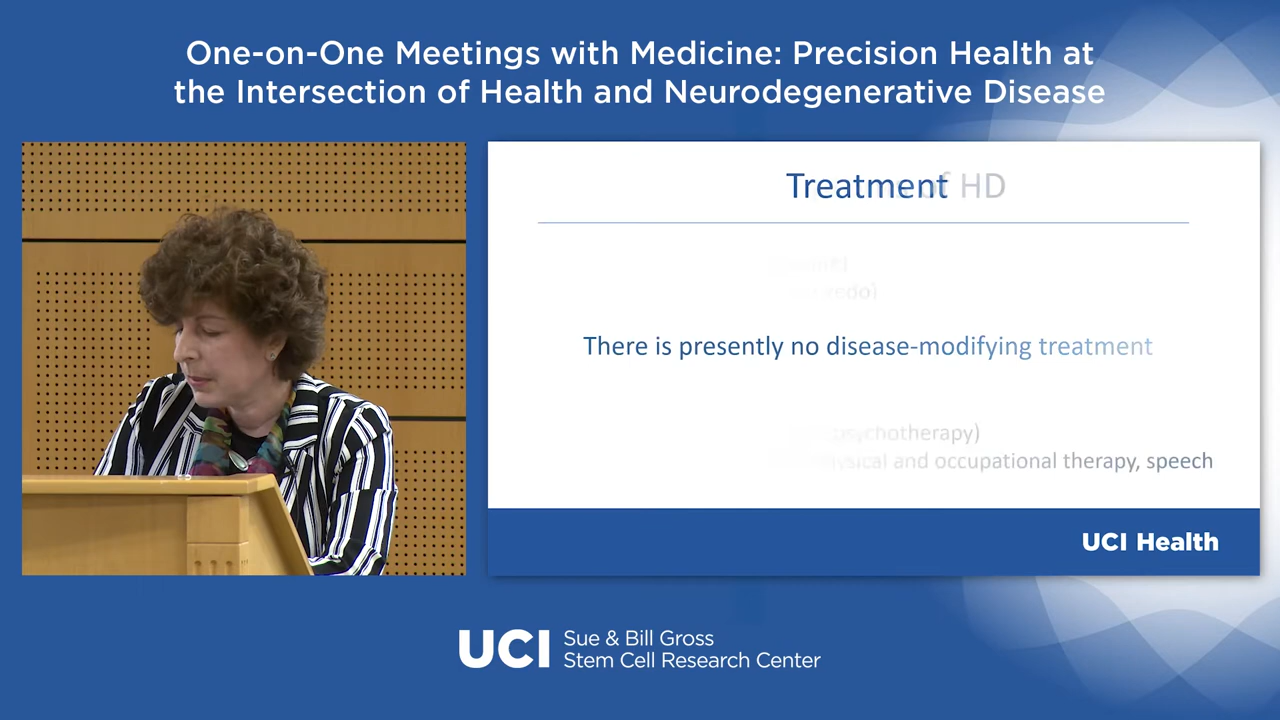 One-on-One Meetings with Medicine: Precision Health at
the Intersection of Health and Neurodegenerative Disease
Treatment of HD
There is presently no disease-modifying treatment
psychotherapy)
physical and occupational therapy, speech
UCI Health
UCI Sue & Bill Gross
Stem Cell Research Center